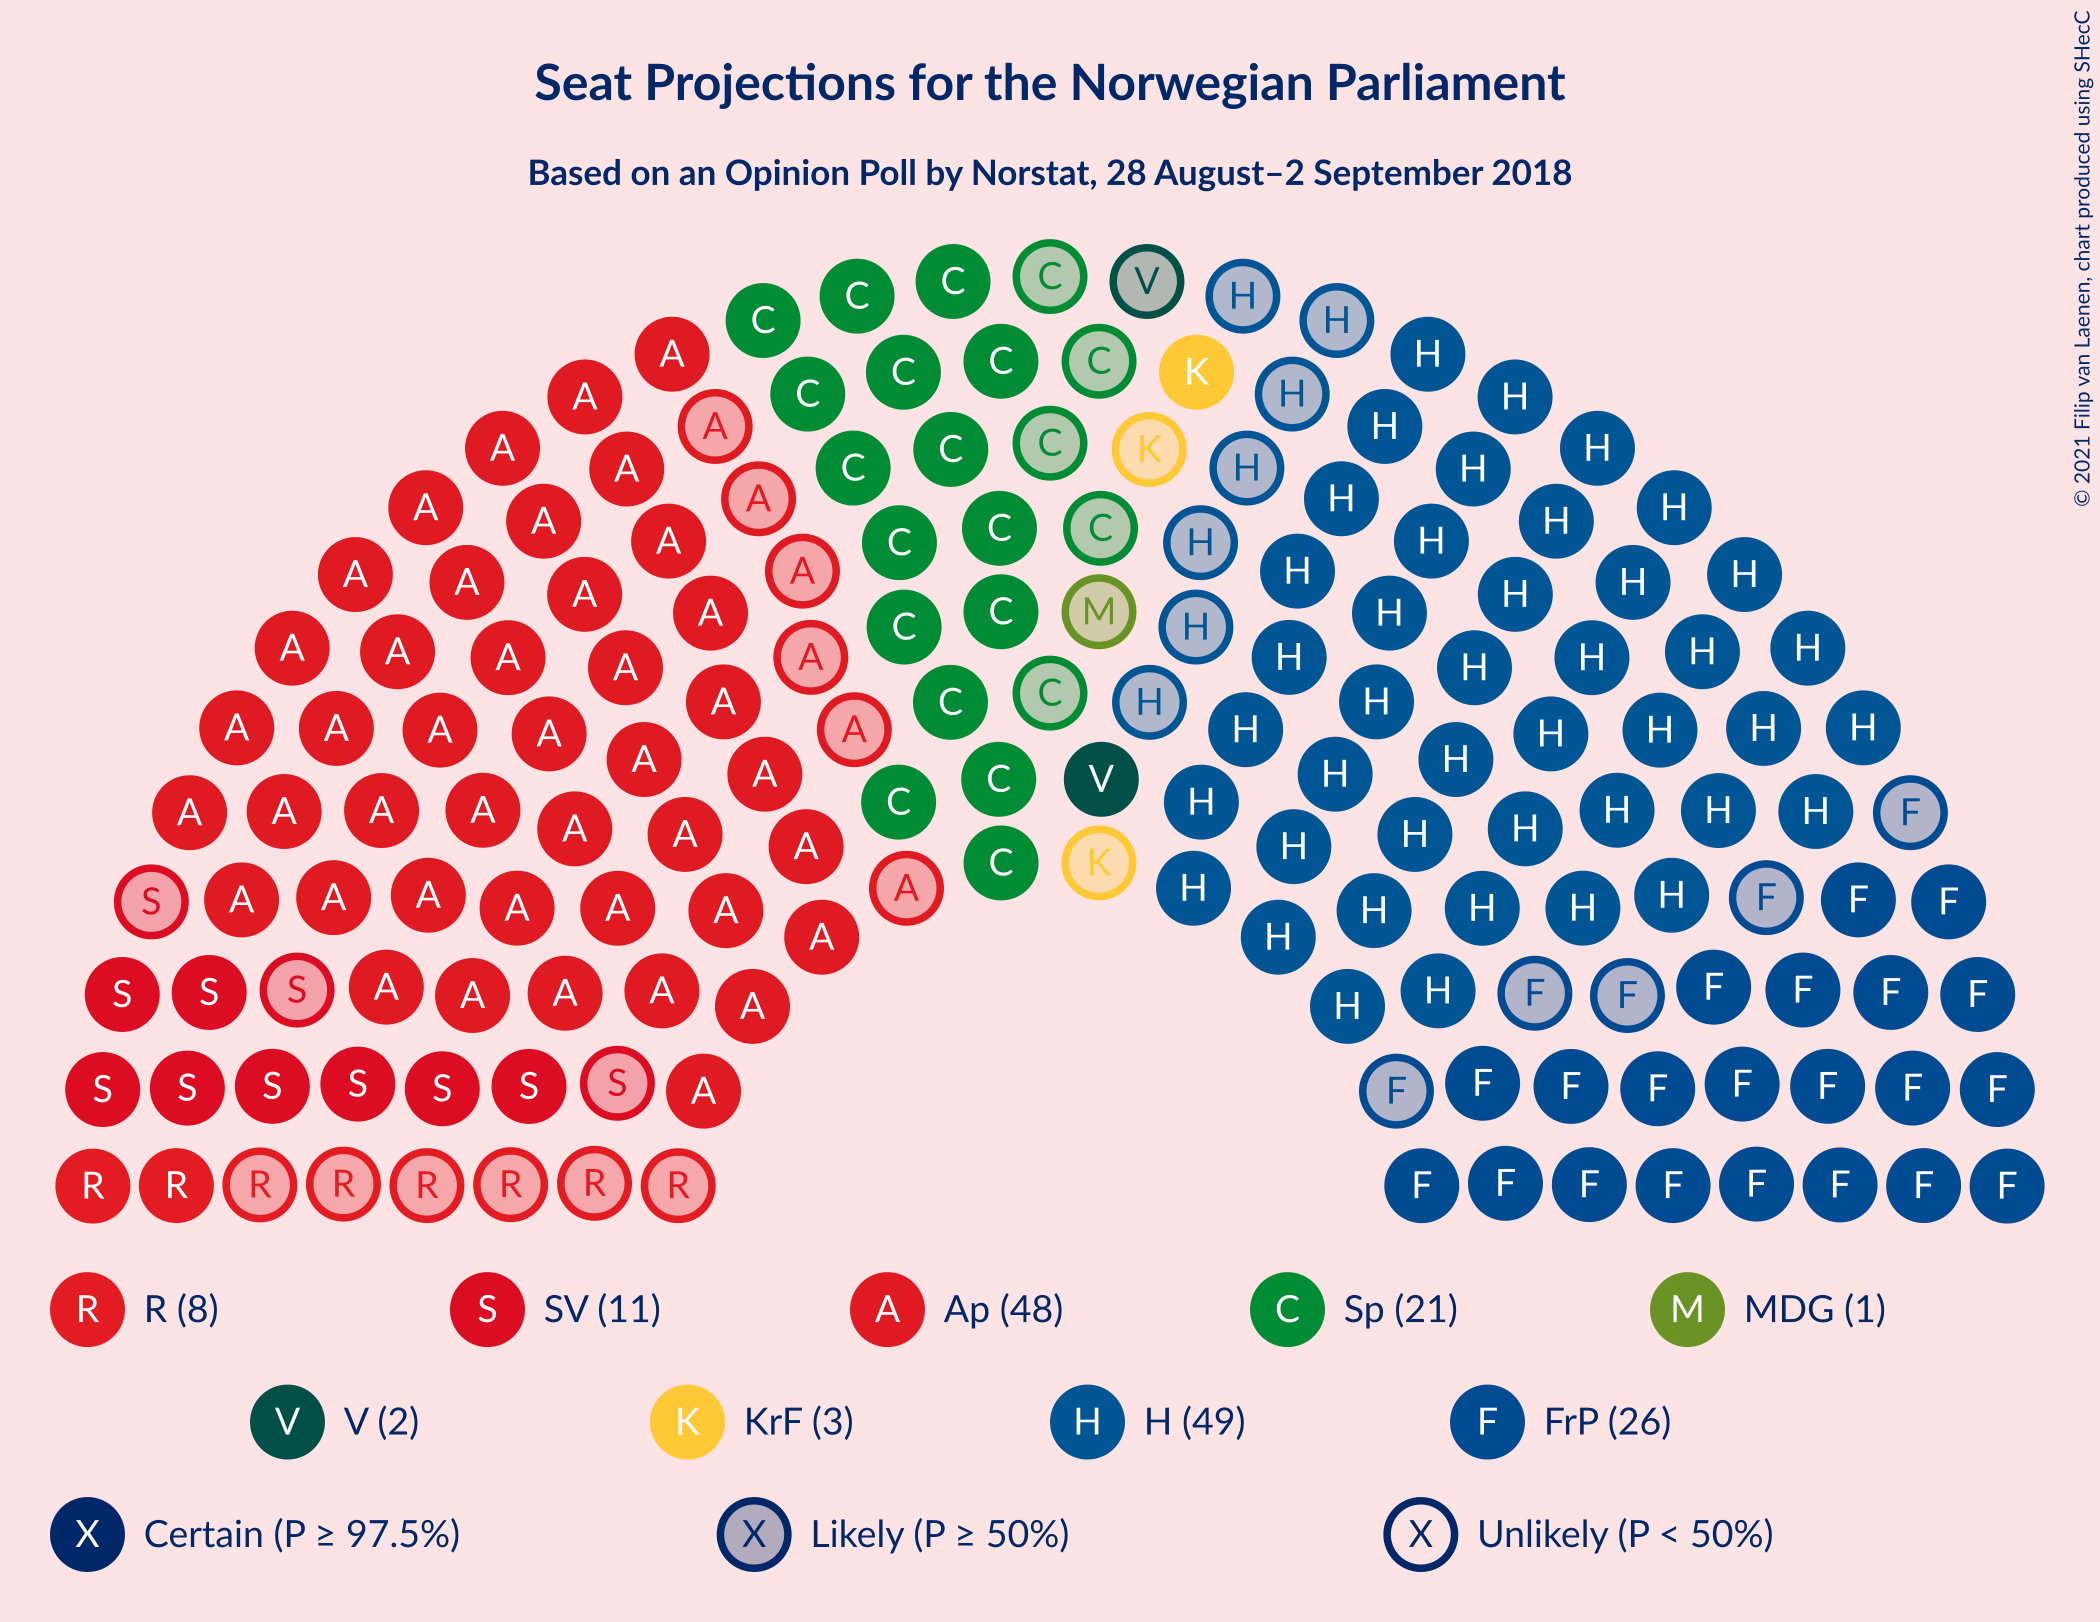 Seat Projections for the Norwegian Parliament
Based on an Opinion Poll by Norstat, 28 August–2 September 2018
© 2021 Filip van Laenen, chart produced using SHecC
C C C C V H H
A C C C C K H H
A A C C C K H H H
A A A C C C H H H H
A A A A C C M H H H H
A A A A A C C H H H H H
A A A A A A C C V H H H H H H
A A A A A A A C K H H H H H H H
A A A A A A A A H H H H H H H H
A A A A A A A A H H H H H H H F
S A A A A A A A H H H H H F F F
S S S A A A A A H H F F F F F F
S S S S S S S A F F F F F F F F
R R R R R R R R F F F F F F F F
R R (8) S SV (11) A Ap (48) C Sp (21) M MDG (1)
V V (2) K KrF (3) H H (49) F FrP (26)
X Certain (P ≥ 97.5%) X Likely (P ≥ 50%) X Unlikely (P < 50%)